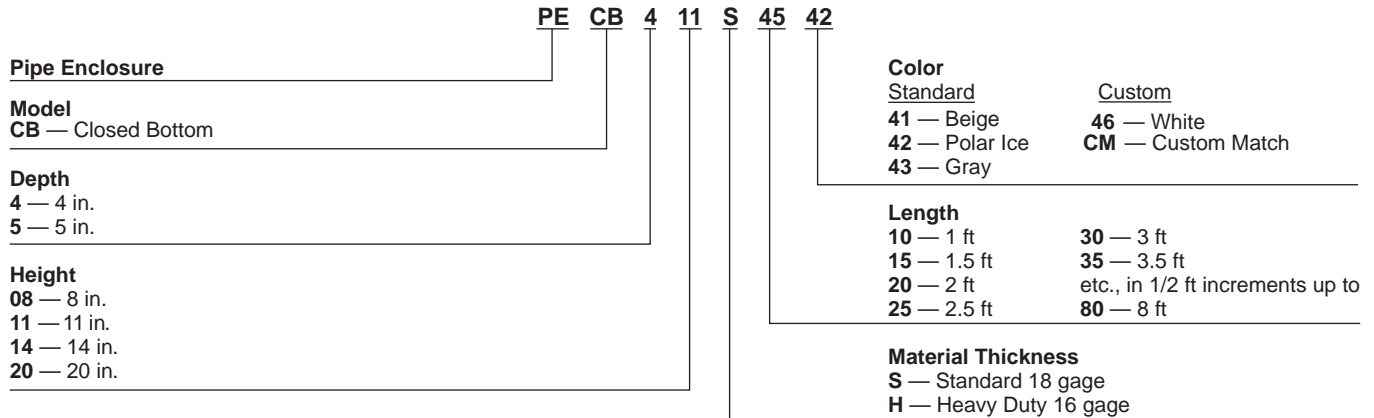 PE CB 4 11 S 45 42
Pipe Enclosure
Model
CB — Closed Bottom
Depth
4 — 4 in.
5 — 5 in.
Height
08 — 8 in.
11 — 11 in.
14 — 14 in.
20 — 20 in.
Color
Standard Custom
41 — Beige 46 — White
42 — Polar Ice CM — Custom Match
43 — Gray
Length
10 — 1 ft 30 — 3 ft
15 — 1.5 ft 35 — 3.5 ft
20 — 2 ft etc., in 1/2 ft increments up to
25 — 2.5 ft 80 — 8 ft
Material Thickness
S — Standard 18 gage
H — Heavy Duty 16 gage